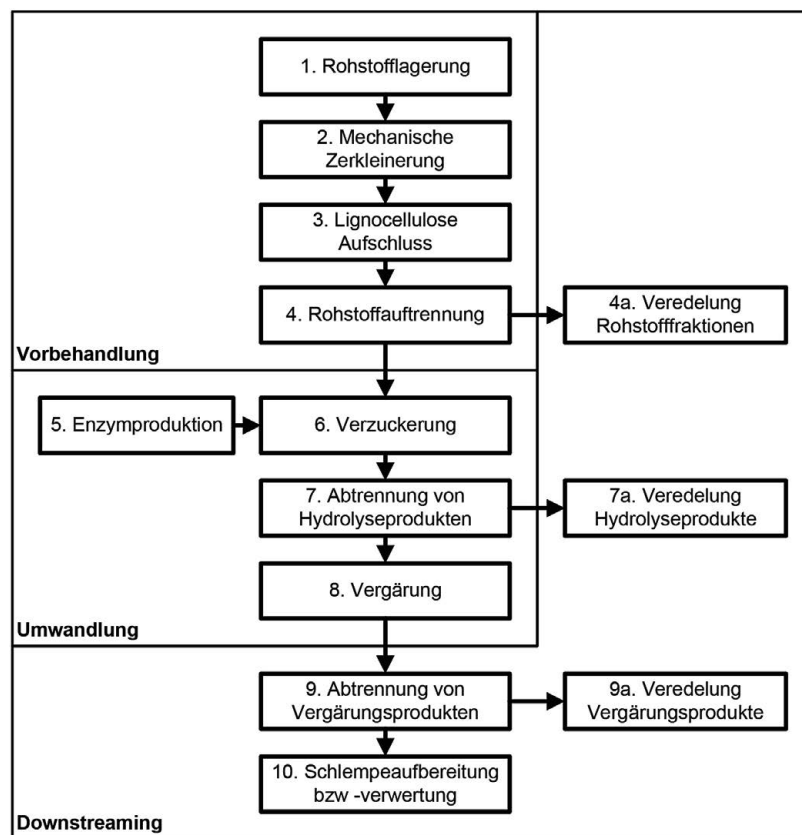 1. Rohstofflagerung
2. Mechanische
Zerkleinerung
3. Lignocellulose
Aufschluss
4. Rohstoffauftrennung
4a. Veredelung
Rohstofffraktionen
Vorbehandlung
5. Enzymproduktion
6. Verzuckerung
7. Abtrennung von
Hydrolyseprodukten
7a. Veredelung
Hydrolyseprodukte
8. Vergärung
Umwandlung
9. Abtrennung von
Vergärungsprodukten
9a. Veredelung
Vergärungsprodukte
10. Schlempeaufbereitung
bzw -verwertung
Downstreaming